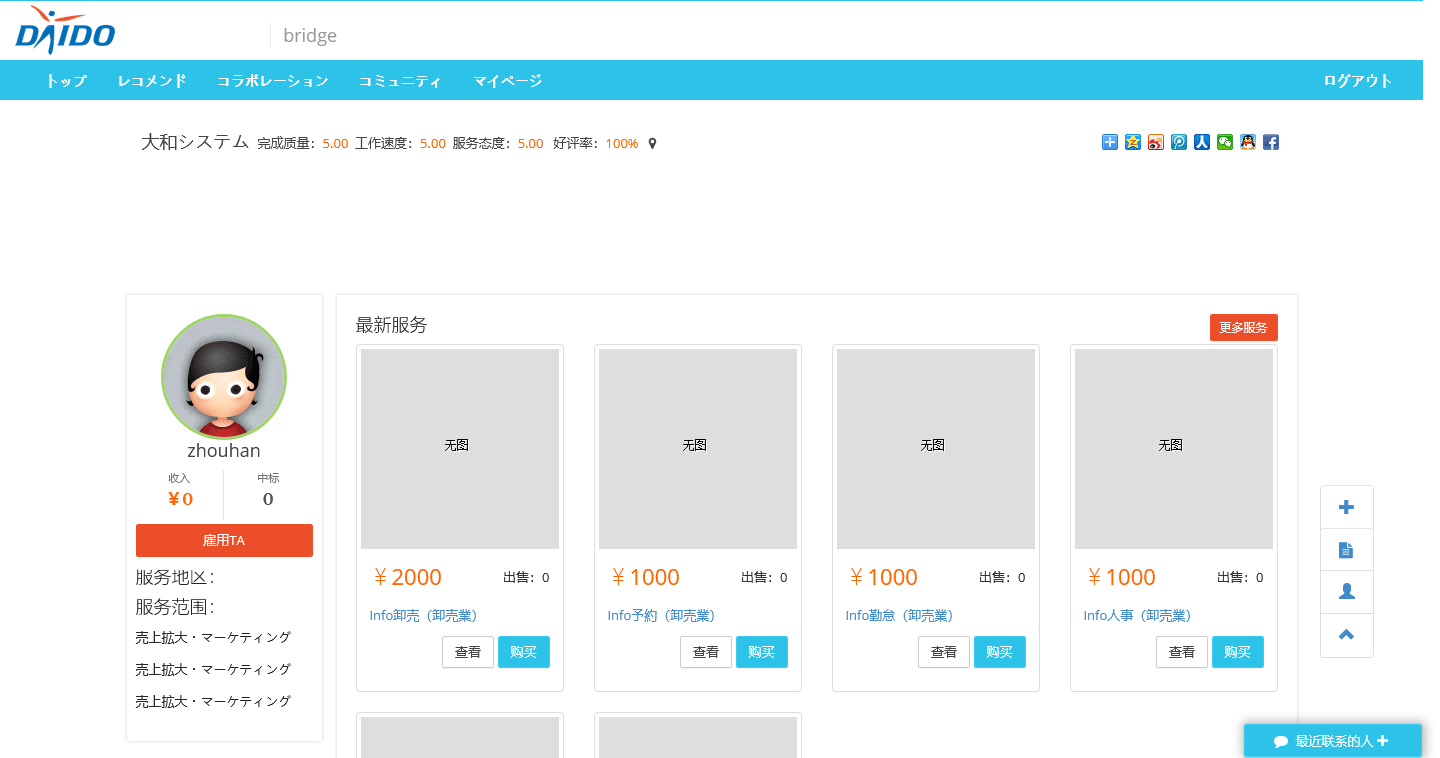 DAIDO bridge
トップ レコメンド コラボレーション コミュニティ マイページ ログアウト
大和システム 完成质量：5.00 工作速度：5.00 服务态度：5.00 好评率：100%
zhouhan
收入 中标
¥0 0
雇用TA
服务地区：
服务范围：
売上拡大・マーケティング
売上拡大・マーケティング
売上拡大・マーケティング
最新服务 更多服务
无图 无图 无图 无图
￥2000 出售：0 ￥1000 出售：0 ￥1000 出售：0 ￥1000 出售：0
Info卸売（卸売業） Info予約（卸売業） Info勤怠（卸売業） Info人事（卸売業）
查看 购买 查看 购买 查看 购买 查看 购买
最近联系的人